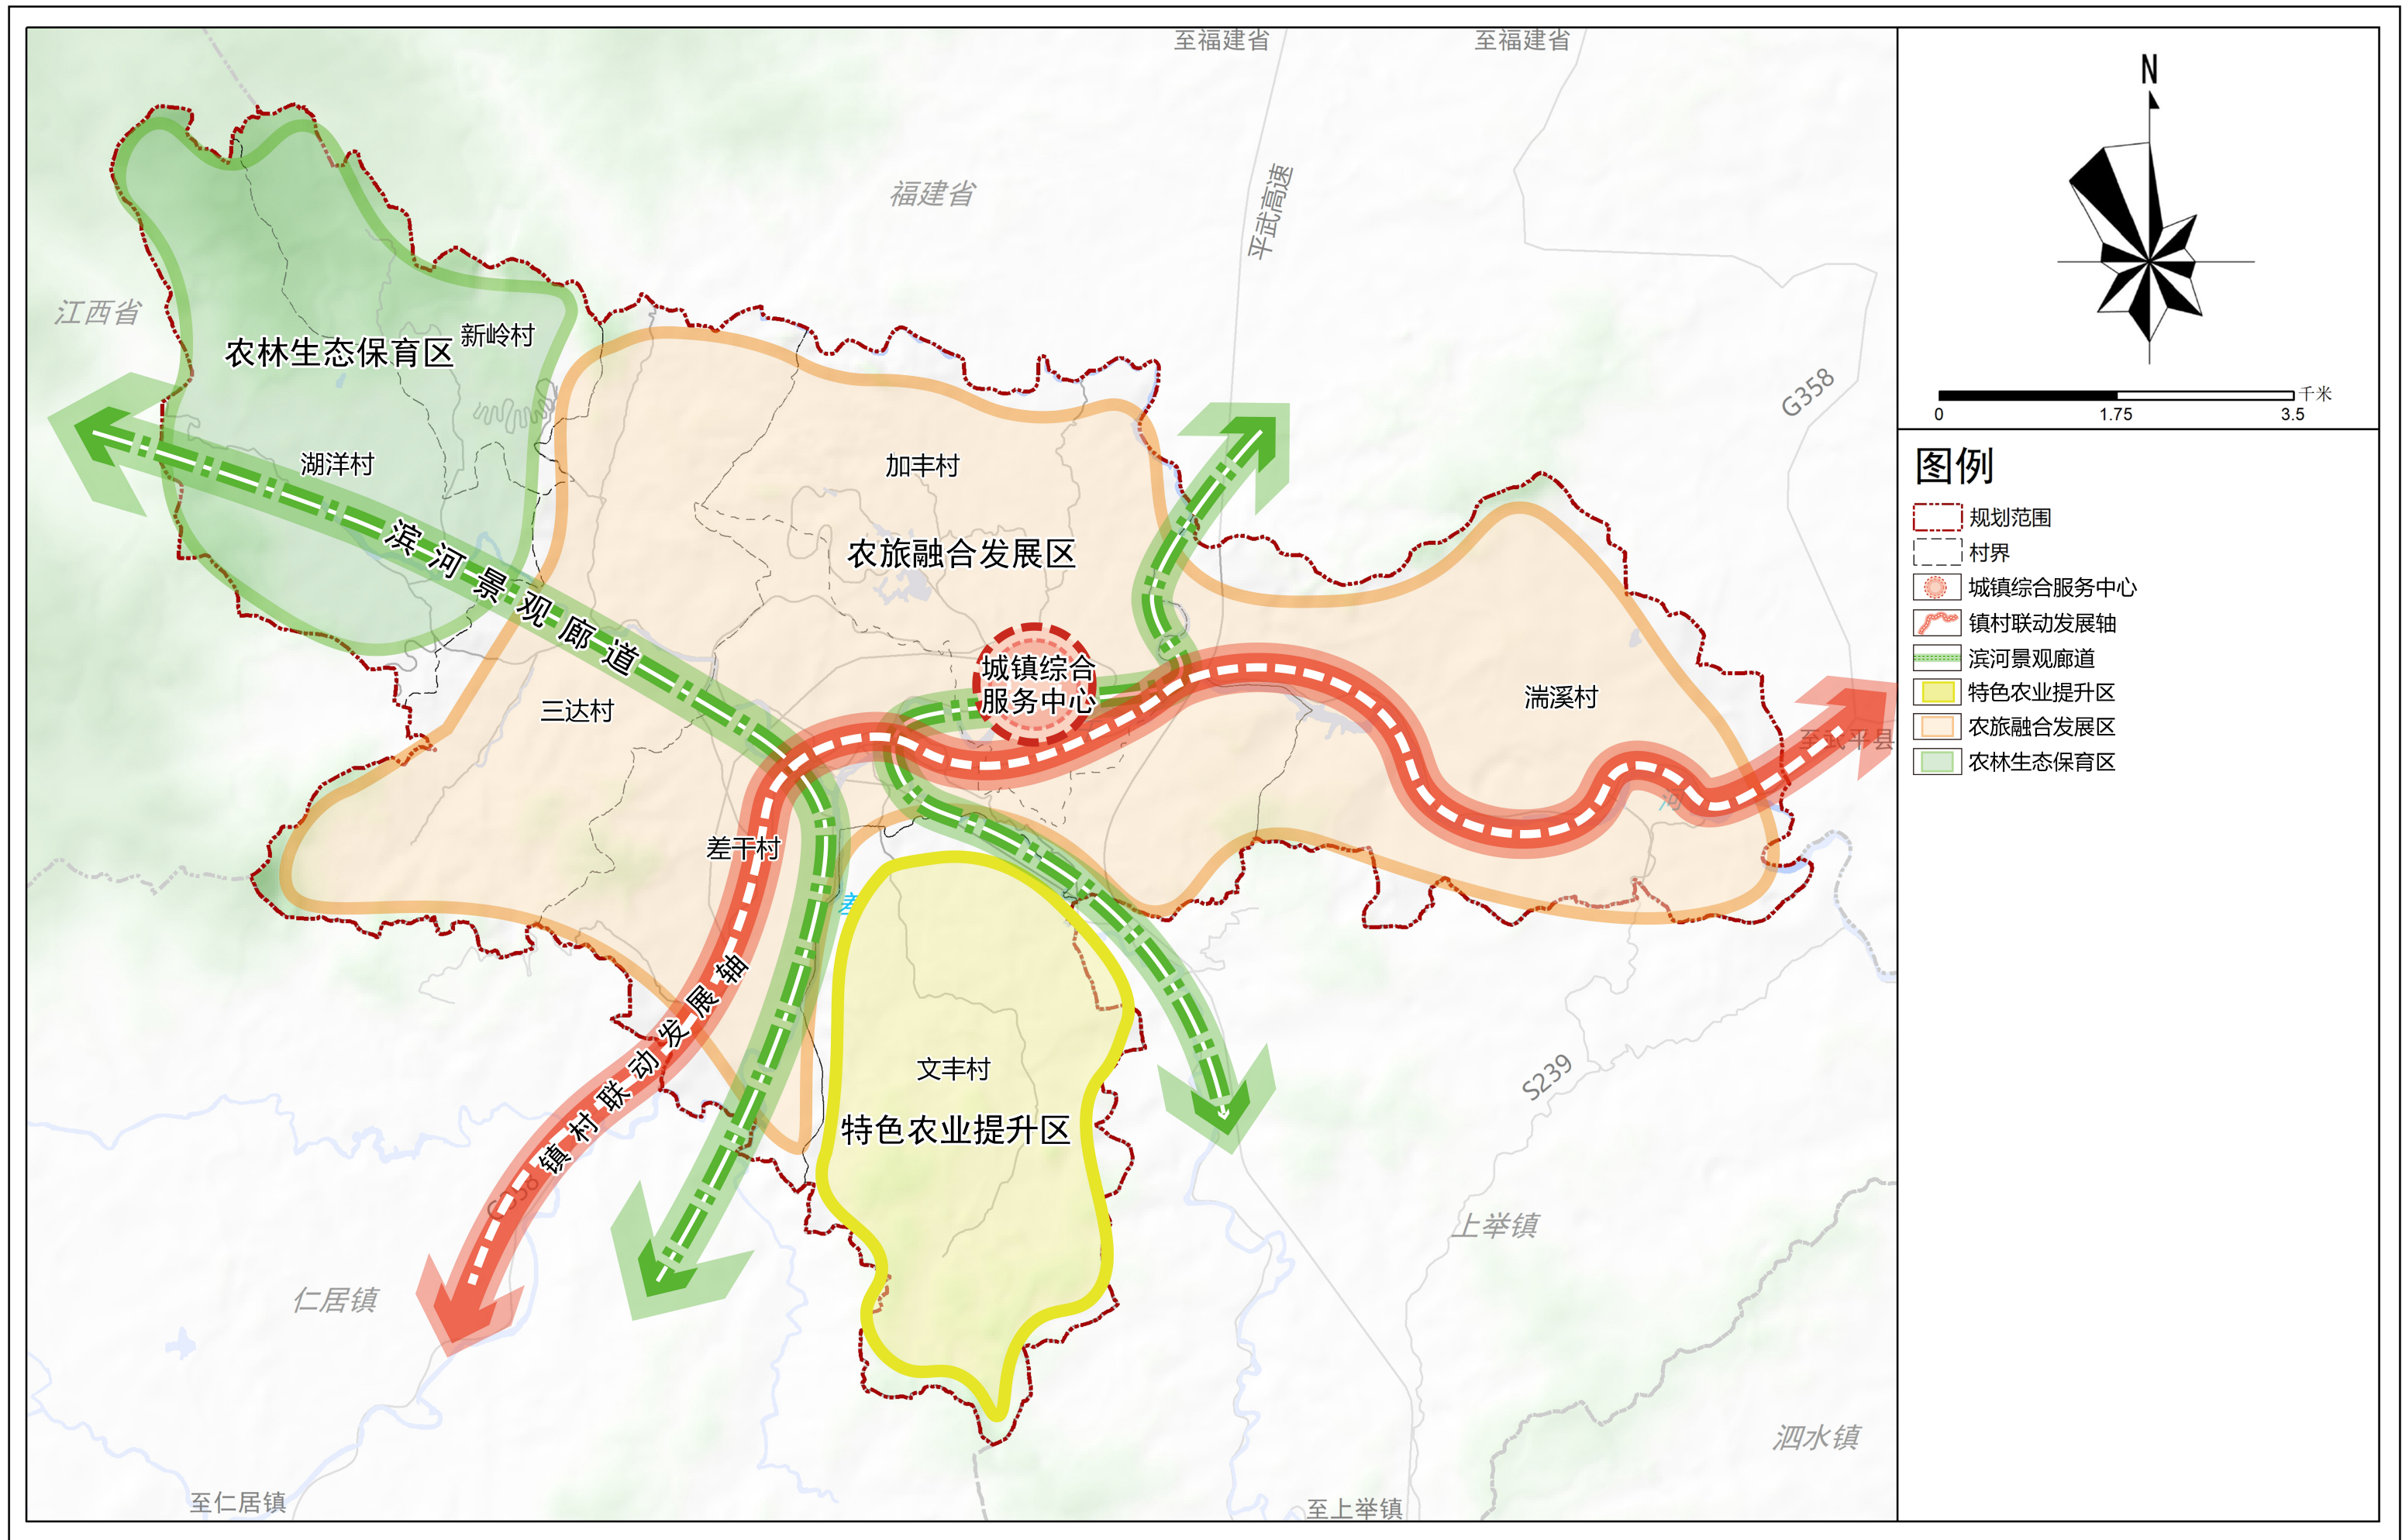 至福建省
至福建省
平武高速
福建省
江西省
G358
新岭村
农林生态保育区
湖洋村
加丰村
农旅融合发展区
滨河景观廊道
城镇综合
服务中心
三达村
湍溪村
至武平县
河
差干村
差
镇村联动发展轴
文丰村
特色农业提升区
S239
G358
上举镇
仁居镇
泗水镇
至仁居镇
至上举镇
N
千米
0 1.75 3.5
图例
规划范围
村界
城镇综合服务中心
镇村联动发展轴
滨河景观廊道
特色农业提升区
农旅融合发展区
农林生态保育区